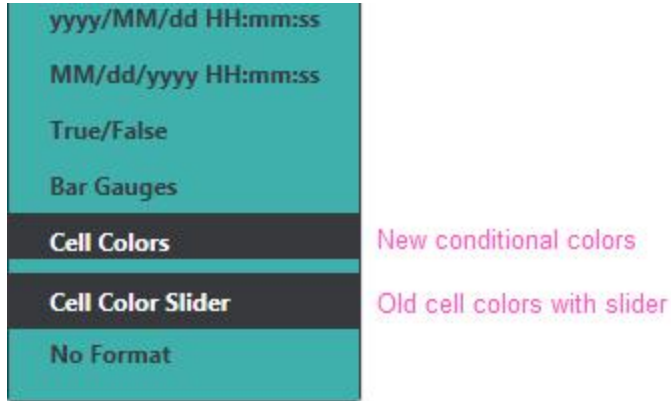 yyyy/MM/dd HH:mm:ss
MM/dd/yyyy HH:mm:ss
True/False
Bar Gauges
Cell Colors New conditional colors
Cell Color Slider Old cell colors with slider
No Format